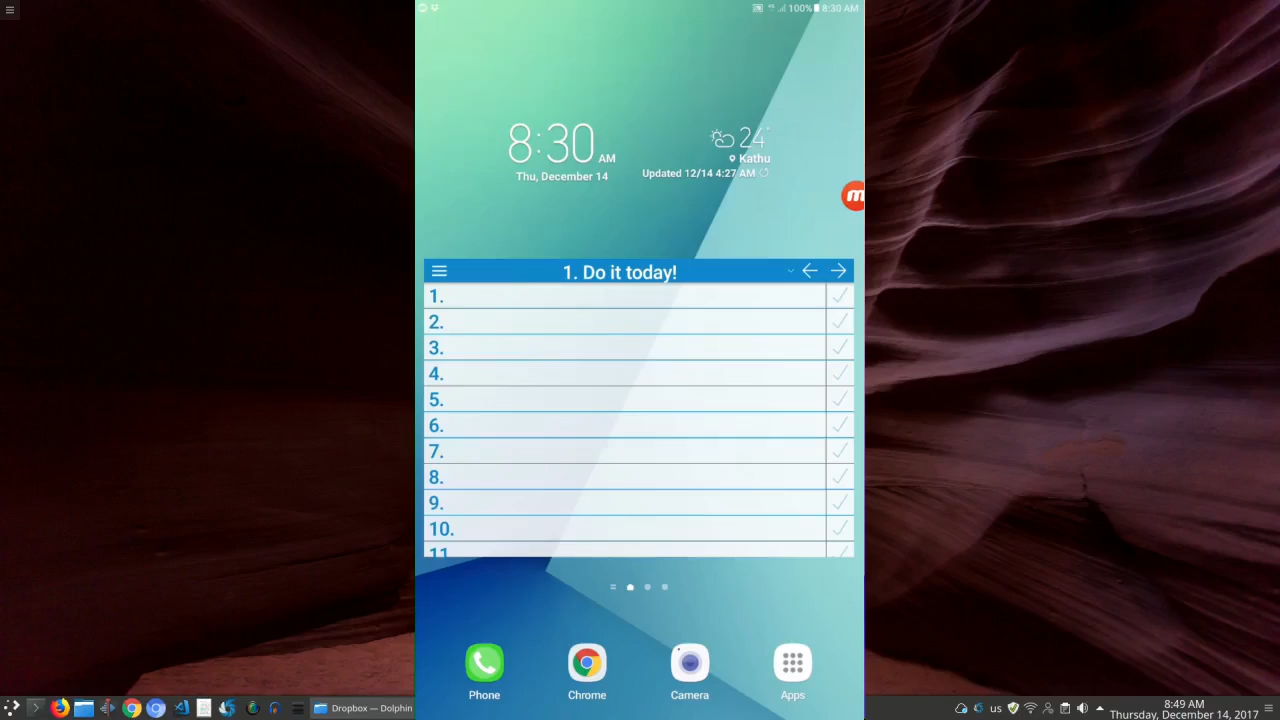 100% 8:30 AM
8:30 AM
Thu, December 14
24°
Kathu
Updated 12/14 4:27 AM
1. Do it today!
1.
2.
3.
4.
5.
6.
7.
8.
9.
10.
11
Phone
Chrome
Camera
Apps
Dropbox — Dolphin
us
8:49 AM
Thursday, December 14, 2017